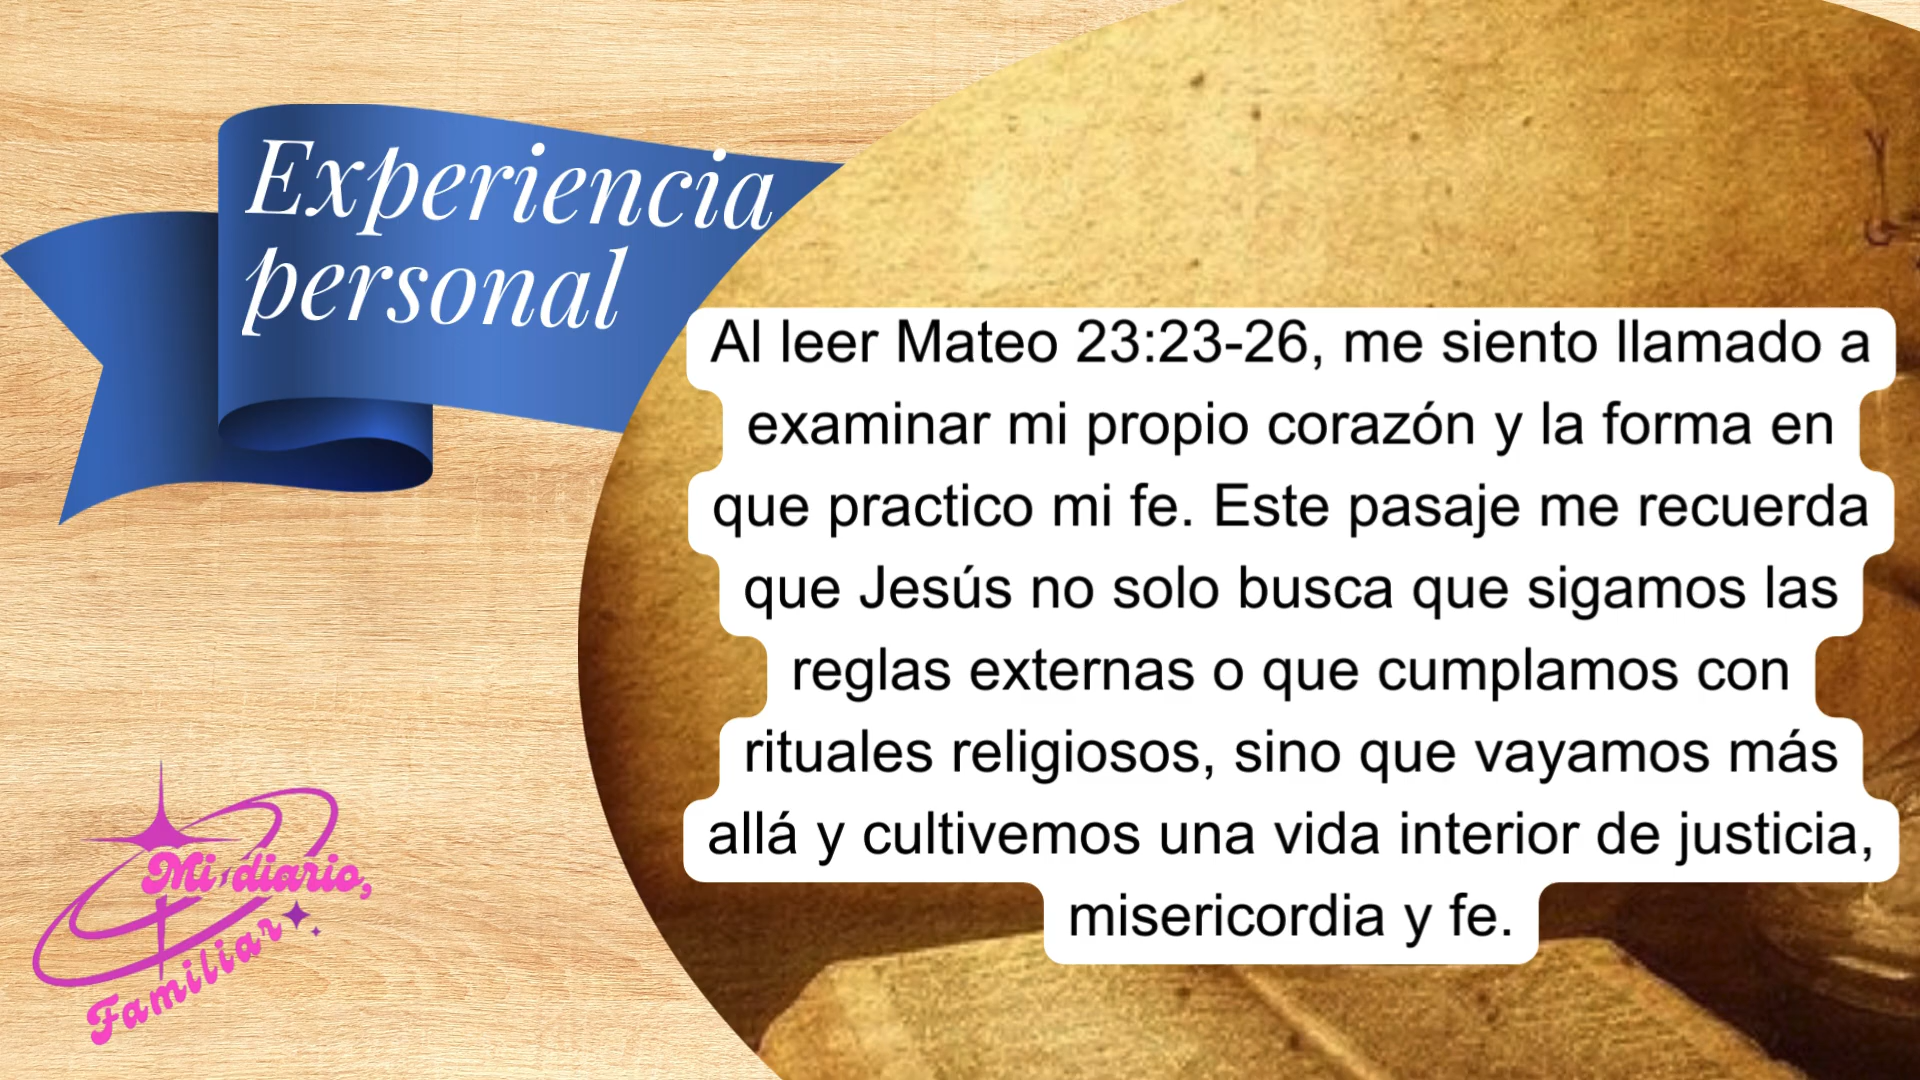 Experiencia
personal
Al leer Mateo 23:23-26, me siento llamado a
examinar mi propio corazón y la forma en
que practico mi fe. Este pasaje me recuerda
que Jesús no solo busca que sigamos las
reglas externas o que cumplamos con
rituales religiosos, sino que vayamos más
allá y cultivemos una vida interior de justicia,
misericordia y fe.
Mi diario,
Familiar